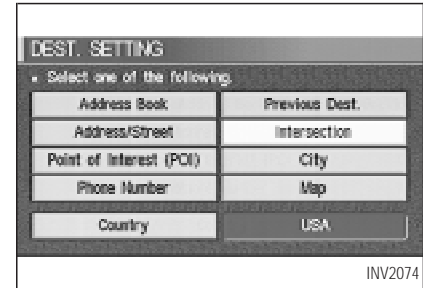 DEST. SETTING
• Select one of the following.
Address Book
Previous Dest.
Address/Street
Intersection
Point of Interest (POI)
City
Phone Number
Map
Country
USA
INV2074